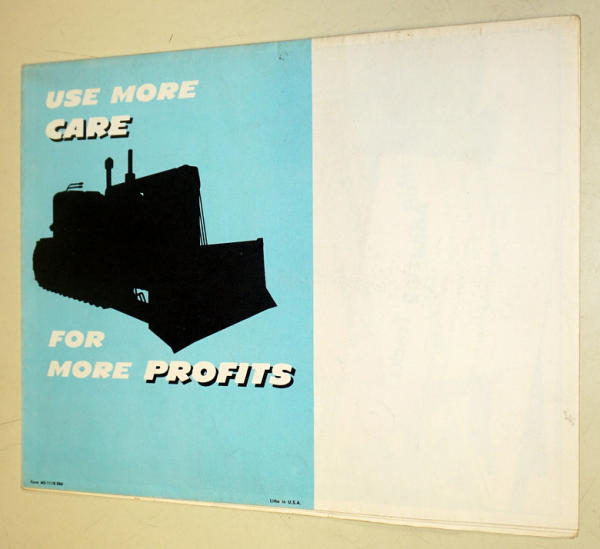 USE MORE
CARE
FOR
MORE PROFITS
Litho in U.S.A.